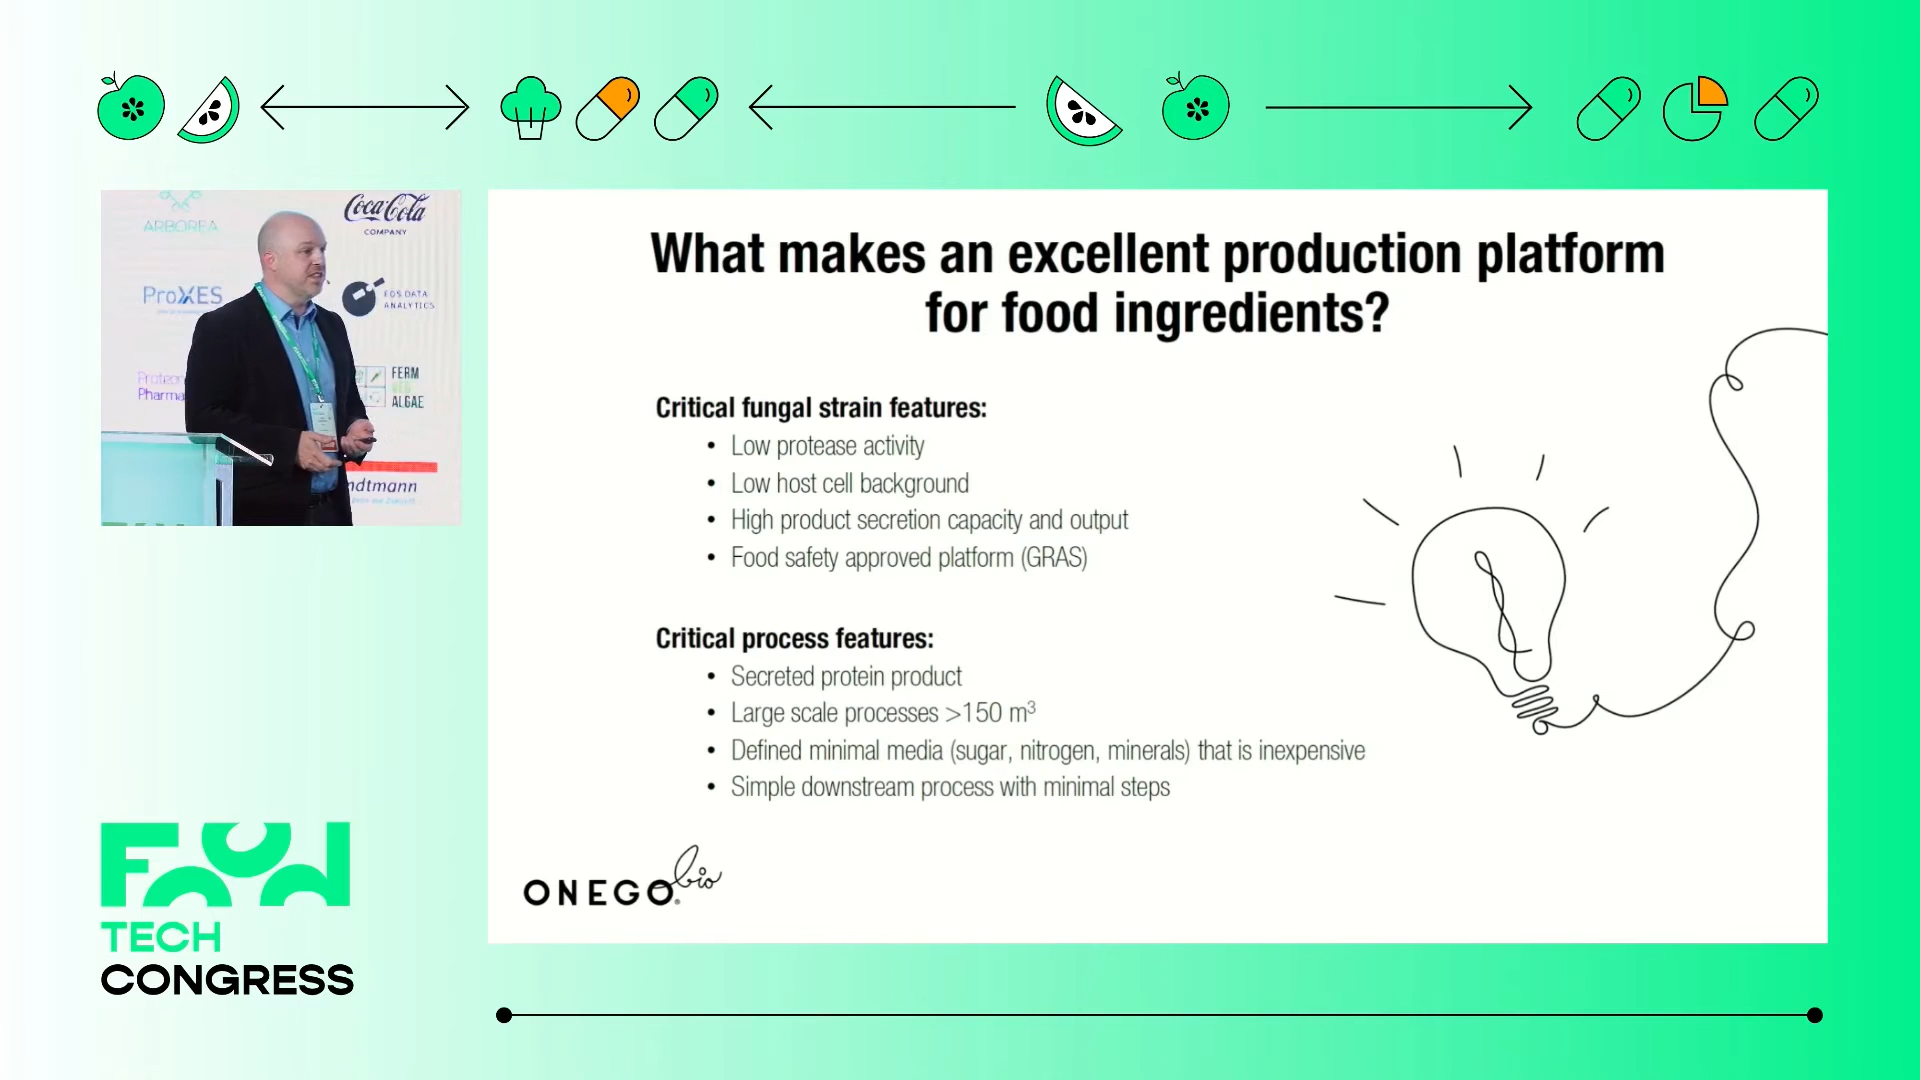 ARBOREA
Coca-Cola
COMPANY
ProXES
EOS DATA
ANALYTICS
Pharma
FERM
ALGAE
What makes an excellent production platform
for food ingredients?
Critical fungal strain features:
• Low protease activity
• Low host cell background
• High product secretion capacity and output
• Food safety approved platform (GRAS)
Critical process features:
• Secreted protein product
• Large scale processes >150 m³
• Defined minimal media (sugar, nitrogen, minerals) that is inexpensive
• Simple downstream process with minimal steps
ONEGO bio
Food
TECH
CONGRESS